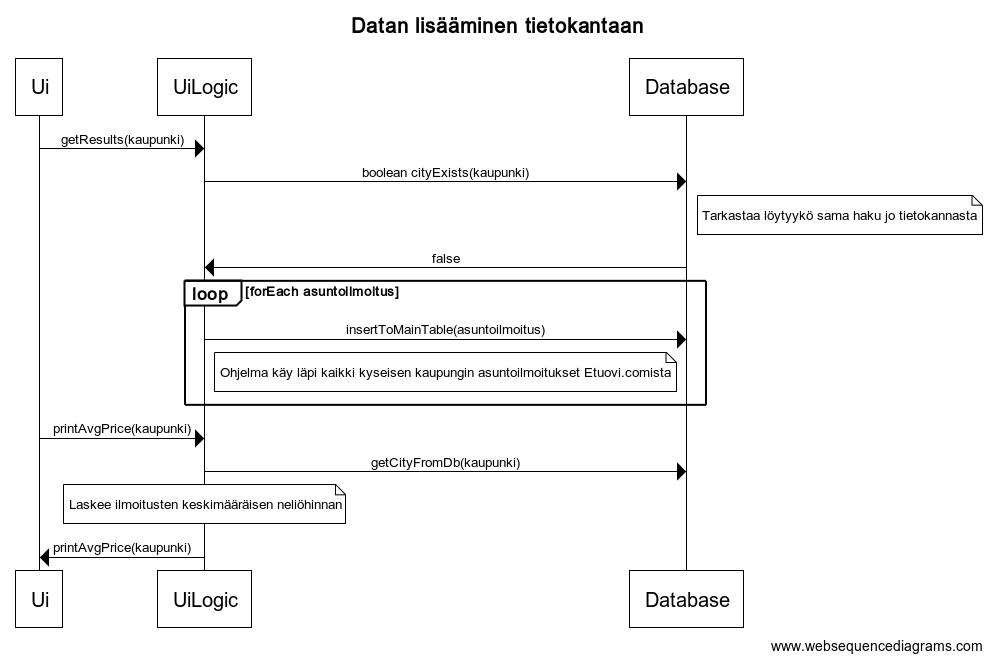 Datan lisääminen tietokantaan
Ui
UiLogic
Database
getResults(kaupunki)
boolean cityExists(kaupunki)
Tarkastaa löytyykö sama haku jo tietokannasta
false
loop
[forEach asuntoilmoitus]
insertToMainTable(asuntoilmoitus)
Ohjelma käy läpi kaikki kyseisen kaupungin asuntoilmoitukset Etuovi.comista
printAvgPrice(kaupunki)
getCityFromDb(kaupunki)
Laskee ilmoitusten keskimääräisen neliöhinnan
printAvgPrice(kaupunki)
Ui
UiLogic
Database
www.websequencediagrams.com